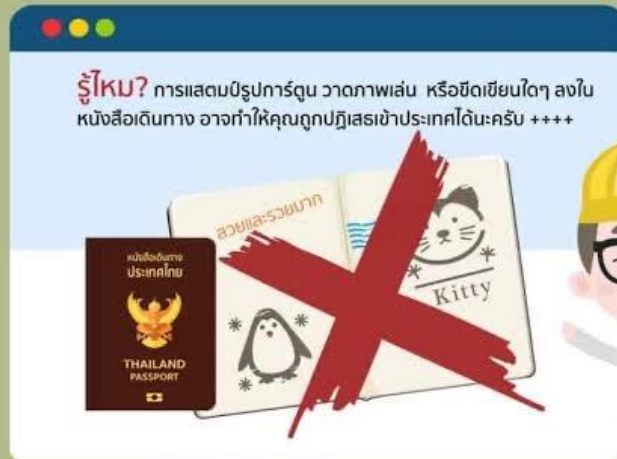 รู้ไหม? การแสตมป์รูปการ์ตูน วาดภาพเล่น หรือขีดเขียนใดๆ ลงใน
หนังสือเดินทาง อาจทำให้คุณถูกปฏิเสธเข้าประเทศได้นะครับ ++++
สวยและรวยมาก
Kitty
หนังสือเดินทาง
ประเทศไทย
THAILAND
PASSPORT